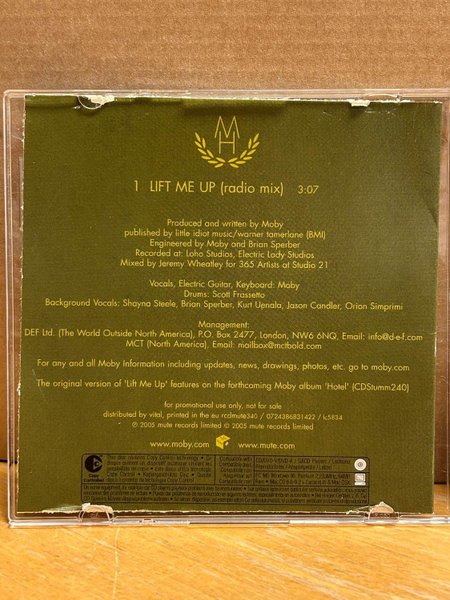 MH
1 LIFT ME UP (radio mix) 3:07
Produced and written by Moby
published by little idiot music/warner tamerlane (BMI)
Engineered by Moby and Brian Sperber
Recorded at: Loho Studios, Electric Lady Studios
Mixed by Jeremy Wheatley for 365 Artists at Studio 21
Vocals, Electric Guitar, Keyboard: Moby
Drums: Scott Frassetto
Background Vocals: Shayna Steele, Brian Sperber, Kurt Uenala, Jason Candler, Orion Simprimi
Management:
DEF Ltd. (The World Outside North America), P.O. Box 2477, London, NW6 6NQ, Email: info@d-e-f.com
MCT (North America), Email: mailbox@mctbold.com
For any and all Moby Information including updates, news, drawings, photos, etc. go to moby.com
The original version of 'Lift Me Up' features on the forthcoming Moby album 'Hotel' (CDStumm240)
for promotional use only, not for sale
distributed by vital, printed in the eu rcdmute340 / 0724386831422 / lc5834
℗ 2005 mute records limited © 2005 mute records limited
www.moby.com www.mute.com
Copy
Controlled